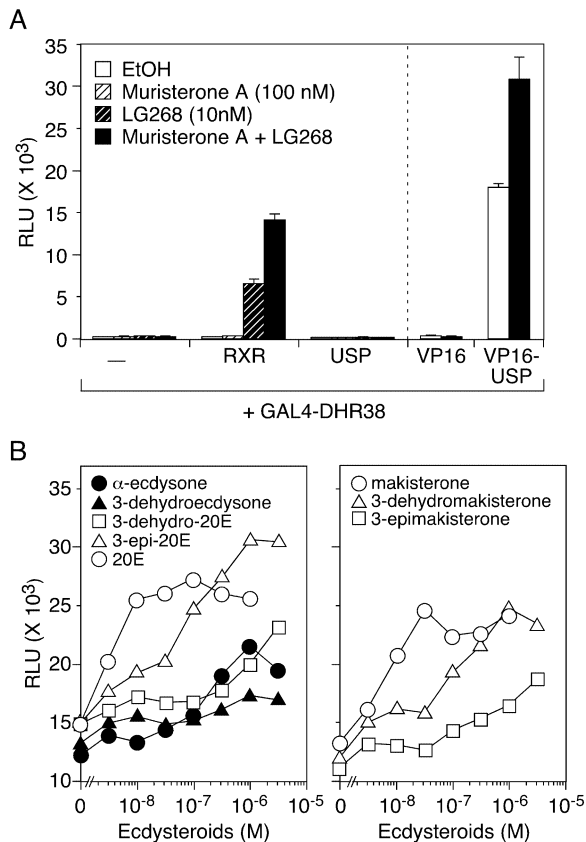 A
35
30
25
20
15
10
5
0
RLU (X 10³)
EtOH
Muristerone A (100 nM)
LG268 (10nM)
Muristerone A + LG268
— RXR USP VP16 VP16-
USP
+ GAL4-DHR38
B
35
30
25
20
15
10
RLU (X 10³)
α-ecdysone
3-dehydroecdysone
3-dehydro-20E
3-epi-20E
20E
0 10⁻⁸ 10⁻⁷ 10⁻⁶ 10⁻⁵
Ecdysteroids (M)
makisterone
3-dehydromakisterone
3-epimakisterone
0 10⁻⁸ 10⁻⁷ 10⁻⁶ 10⁻⁵
Ecdysteroids (M)